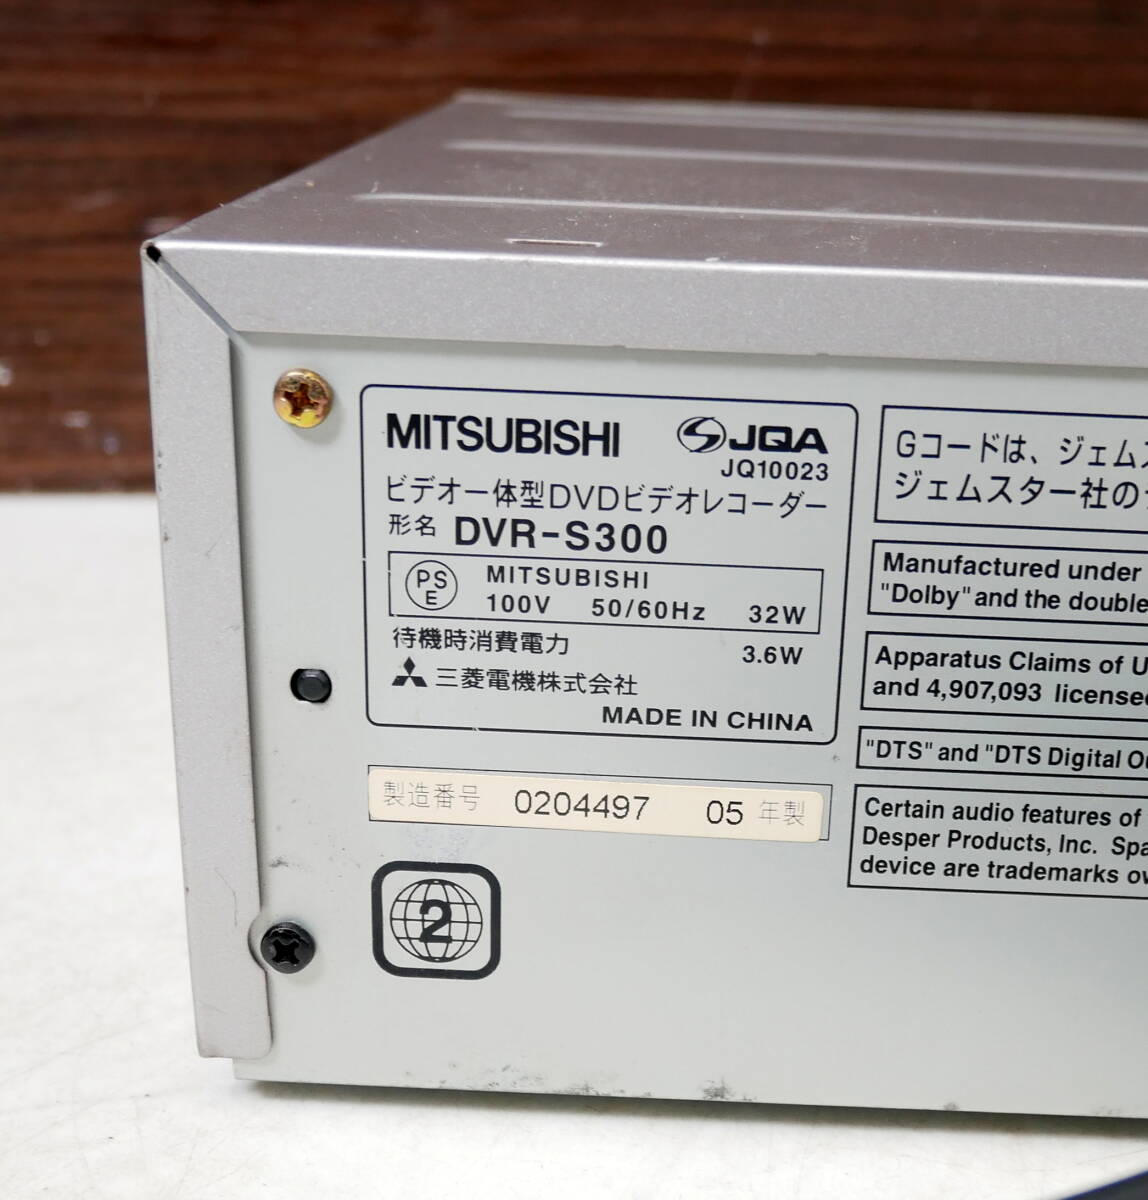 MITSUBISHI
JQA
JQ10023
ビデオ一体型DVDビデオレコーダー
形名 DVR-S300
PS
E
MITSUBISHI
100V 50/60Hz 32W
待機時消費電力 3.6W
三菱電機株式会社
MADE IN CHINA
製造番号 0204497 05 年製
2
Gコードは、ジェムス
ジェムスター社の
Manufactured under
"Dolby" and the double
Apparatus Claims of U
and 4,907,093 licensed
"DTS" and "DTS Digital Ou
Certain audio features of
Desper Products, Inc. Spa
device are trademarks ow